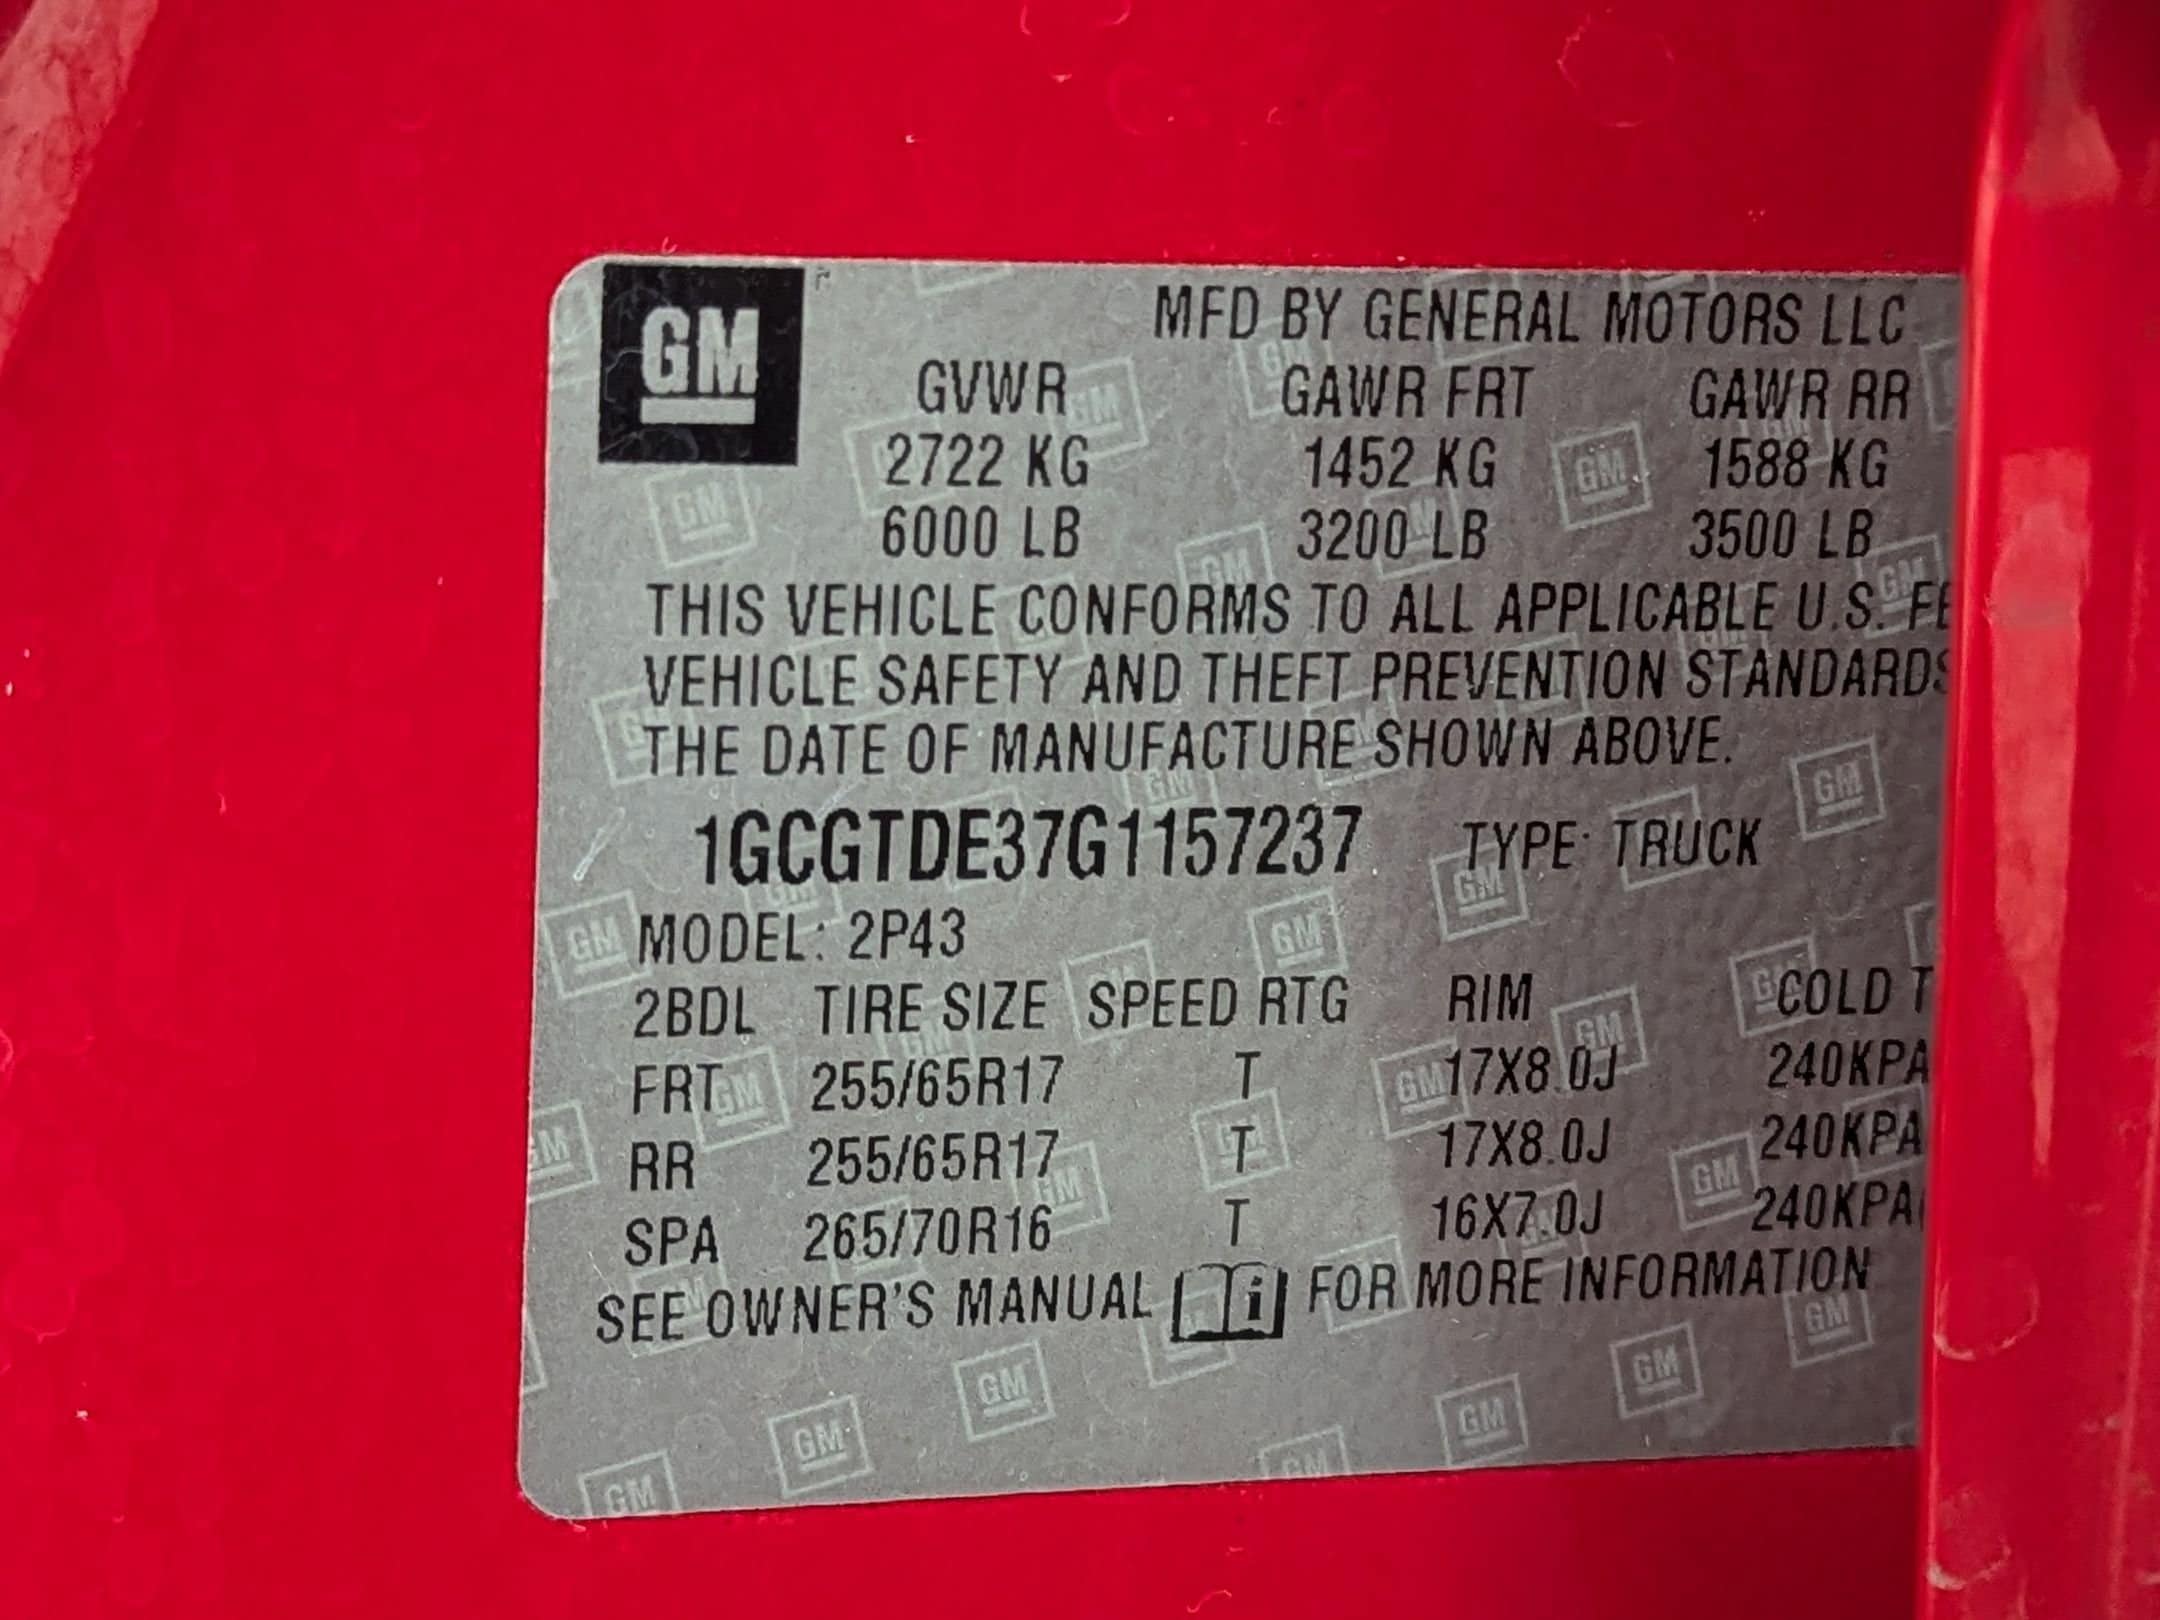 GM
MFD BY GENERAL MOTORS LLC
GVWR GAWR FRT GAWR RR
2722 KG 1452 KG 1588 KG
6000 LB 3200 LB 3500 LB
THIS VEHICLE CONFORMS TO ALL APPLICABLE U.S.
VEHICLE SAFETY AND THEFT PREVENTION STANDARDS
THE DATE OF MANUFACTURE SHOWN ABOVE.
1GCGTDE37G1157237 TYPE: TRUCK
MODEL: 2P43
2BDL TIRE SIZE SPEED RTG RIM COLD
FRT 255/65R17 T 17X8.0J 240KPA
RR 255/65R17 T 17X8.0J 240KPA
SPA 265/70R16 T 16X7.0J 240KPA
SEE OWNER'S MANUAL i FOR MORE INFORMATION